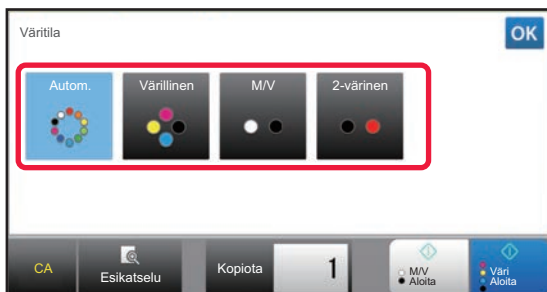 Väritila
OK
Autom.
Värillinen
M/V
2-värinen
CA
Esikatselu
Kopiota
1
M/V
Aloita
Väri
Aloita